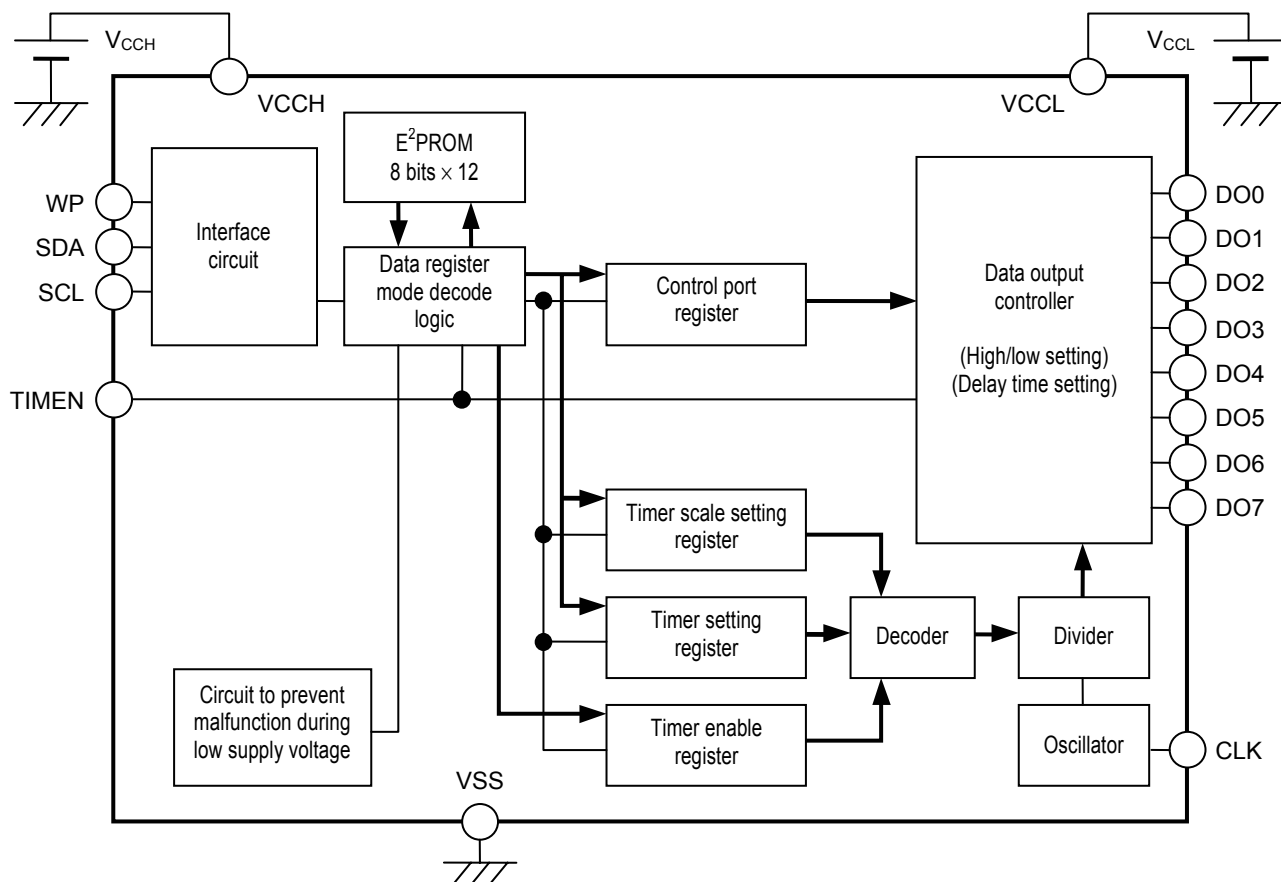 V_CCH
V_CCL
VCCH
VCCL
E²PROM
8 bits × 12
WP
SDA
SCL
TIMEN
Interface
circuit
Data register
mode decode
logic
Control port
register
Data output
controller
(High/low setting)
(Delay time setting)
DO0
DO1
DO2
DO3
DO4
DO5
DO6
DO7
Timer scale setting
register
Timer setting
register
Decoder
Divider
Circuit to prevent
malfunction during
low supply voltage
Timer enable
register
Oscillator
CLK
VSS